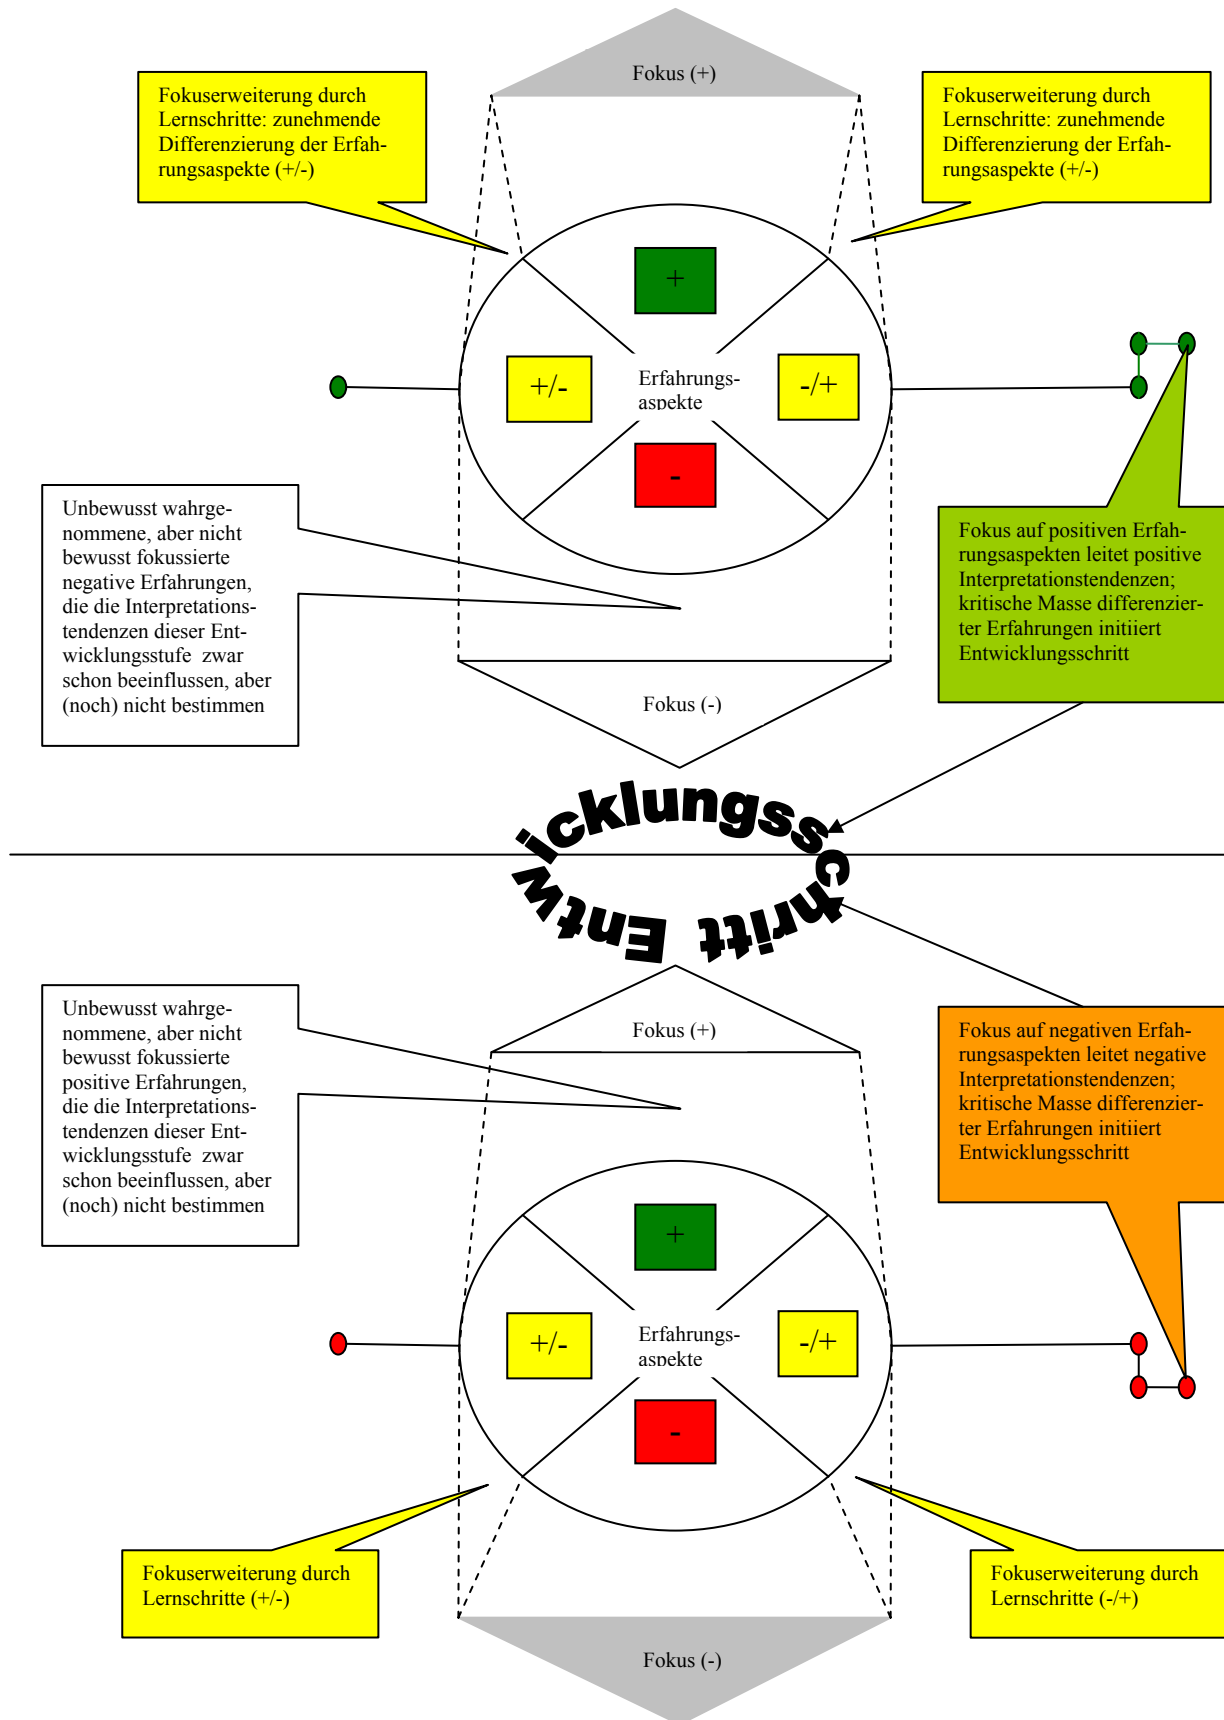 Fokus (+)
Fokuserweiterung durch
Lernschritte: zunehmende
Differenzierung der Erfah-
rungsaspekte (+/-)
Fokuserweiterung durch
Lernschritte: zunehmende
Differenzierung der Erfah-
rungsaspekte (+/-)
+
+/-
Erfahrungs-
aspekte
-/+
-
Unbewusst wahrge-
nommene, aber nicht
bewusst fokussierte
negative Erfahrungen,
die die Interpretations-
tendenzen dieser Ent-
wicklungsstufe zwar
schon beeinflussen, aber
(noch) nicht bestimmen
Fokus auf positiven Erfah-
rungsaspekten leitet positive
Interpretationstendenzen;
kritische Masse differenzier-
ter Erfahrungen initiiert
Entwicklungsschritt
Fokus (-)
Entwicklungsschritt
Unbewusst wahrge-
nommene, aber nicht
bewusst fokussierte
positive Erfahrungen,
die die Interpretations-
tendenzen dieser Ent-
wicklungsstufe zwar
schon beeinflussen, aber
(noch) nicht bestimmen
Fokus (+)
Fokus auf negativen Erfah-
rungsaspekten leitet negative
Interpretationstendenzen;
kritische Masse differenzier-
ter Erfahrungen initiiert
Entwicklungsschritt
+
+/-
Erfahrungs-
aspekte
-/+
-
Fokuserweiterung durch
Lernschritte (+/-)
Fokuserweiterung durch
Lernschritte (-/+)
Fokus (-)